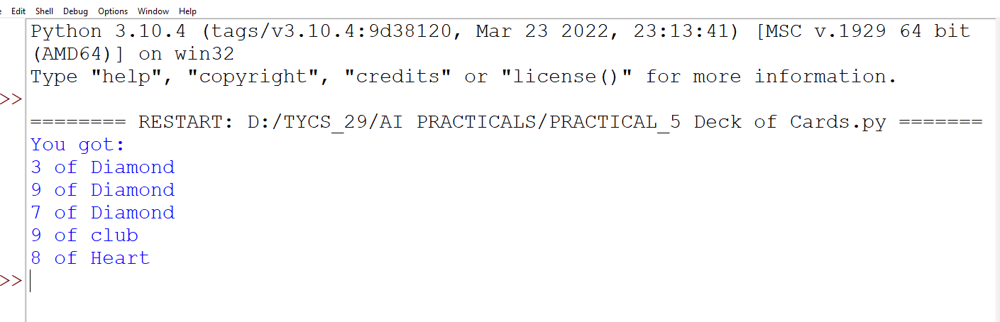 Edit Shell Debug Options Window Help
Python 3.10.4 (tags/v3.10.4:9d38120, Mar 23 2022, 23:13:41) [MSC v.1929 64 bit
(AMD64)] on win32
Type "help", "copyright", "credits" or "license()" for more information.
>>
======== RESTART: D:/TYCS_29/AI PRACTICALS/PRACTICAL_5 Deck of Cards.py =======
You got:
3 of Diamond
9 of Diamond
7 of Diamond
9 of club
8 of Heart
>>